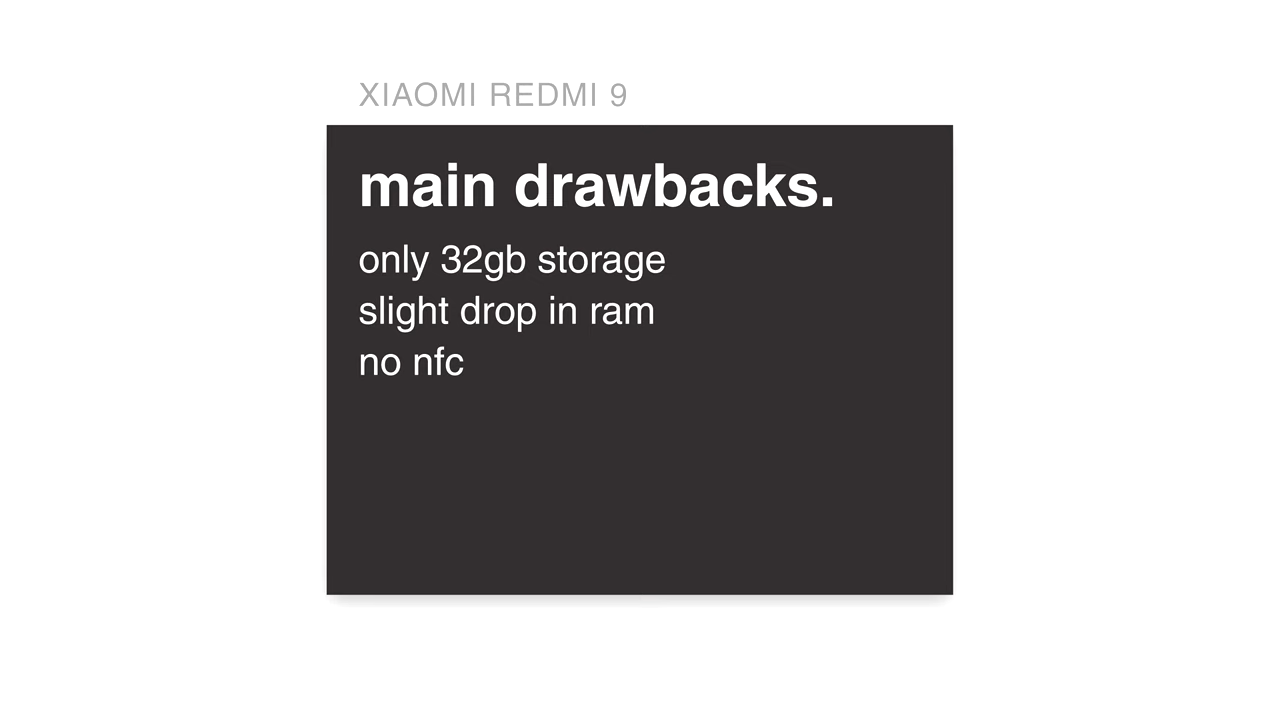 XIAOMI REDMI 9
main drawbacks.
only 32gb storage
slight drop in ram
no nfc